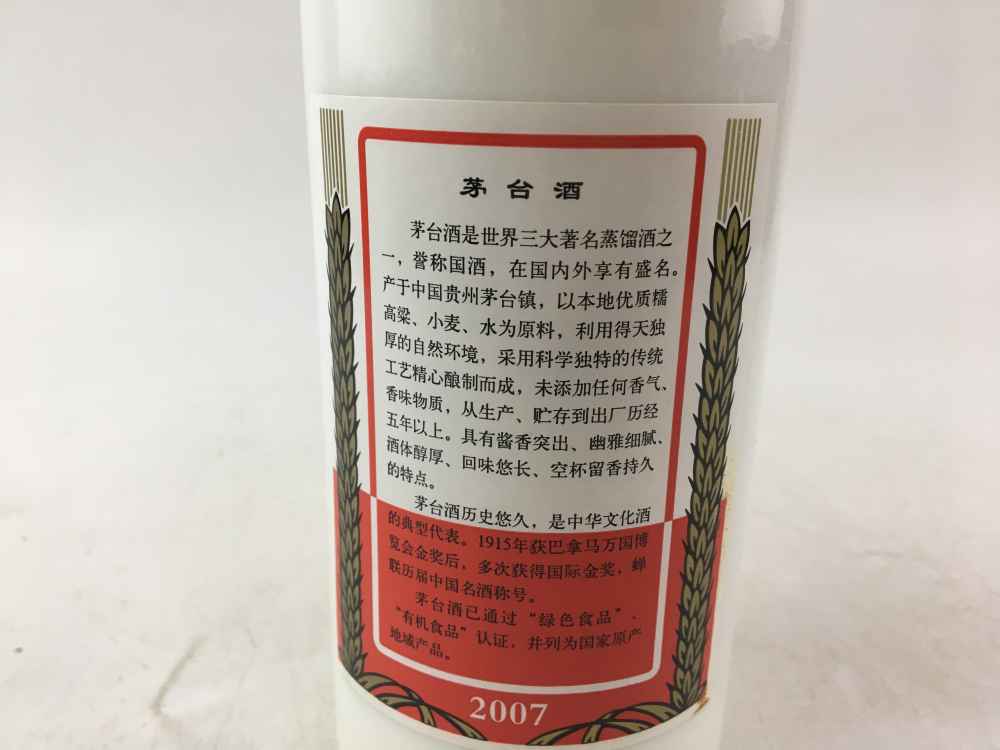 茅台酒
茅台酒是世界三大著名蒸馏酒之
一，誉称国酒，在国内外享有盛名。
产于中国贵州茅台镇，以本地优质糯
高粱、小麦、水为原料，利用得天独
厚的自然环境，采用科学独特的传统
工艺精心酿制而成，未添加任何香气、
香味物质，从生产、贮存到出厂历经
五年以上。具有酱香突出、幽雅细腻、
酒体醇厚、回味悠长、空杯留香持久
的特点。
茅台酒历史悠久，是中华文化酒
的典型代表。1915年获巴拿马万国博
览会金奖后，多次获得国际金奖，蝉
联历届中国名酒称号。
茅台酒已通过“绿色食品”、
“有机食品”认证，并列为国家原产
地域产品。
2007